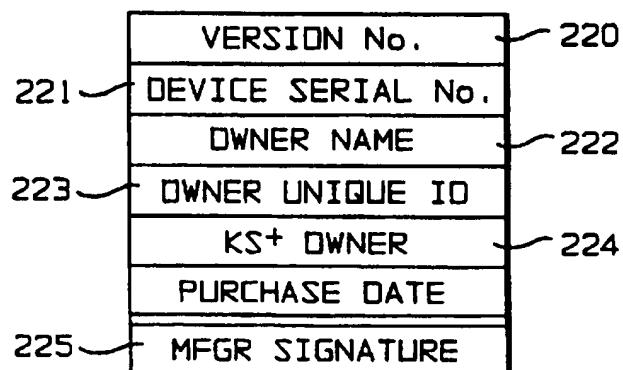 VERSION No. 220
221 DEVICE SERIAL No.
OWNER NAME 222
223 OWNER UNIQUE ID
KS+ OWNER 224
PURCHASE DATE
225 MFGR SIGNATURE